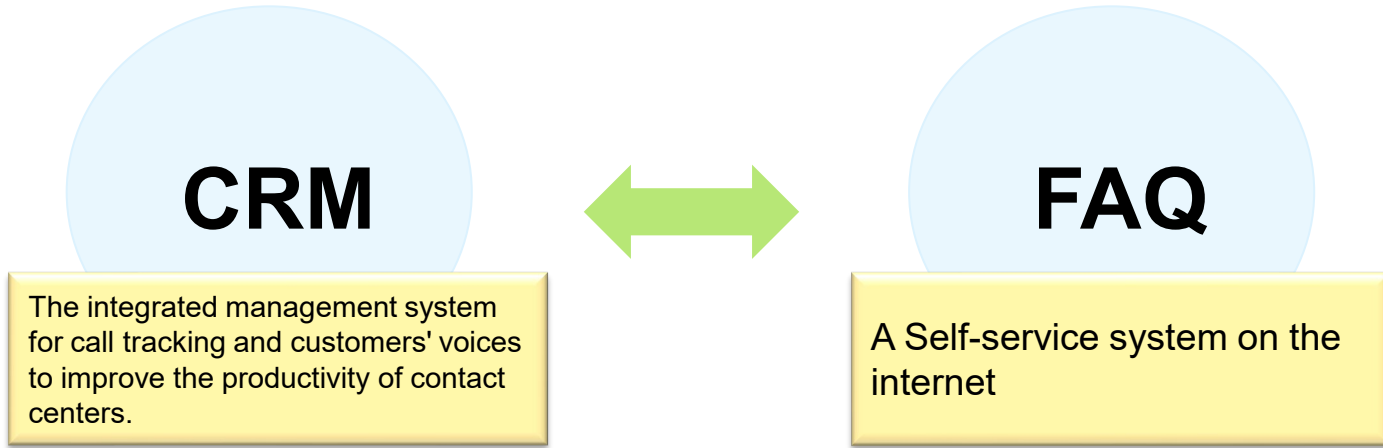 CRM
The integrated management system
for call tracking and customers' voices
to improve the productivity of contact
centers.
FAQ
A Self-service system on the
internet